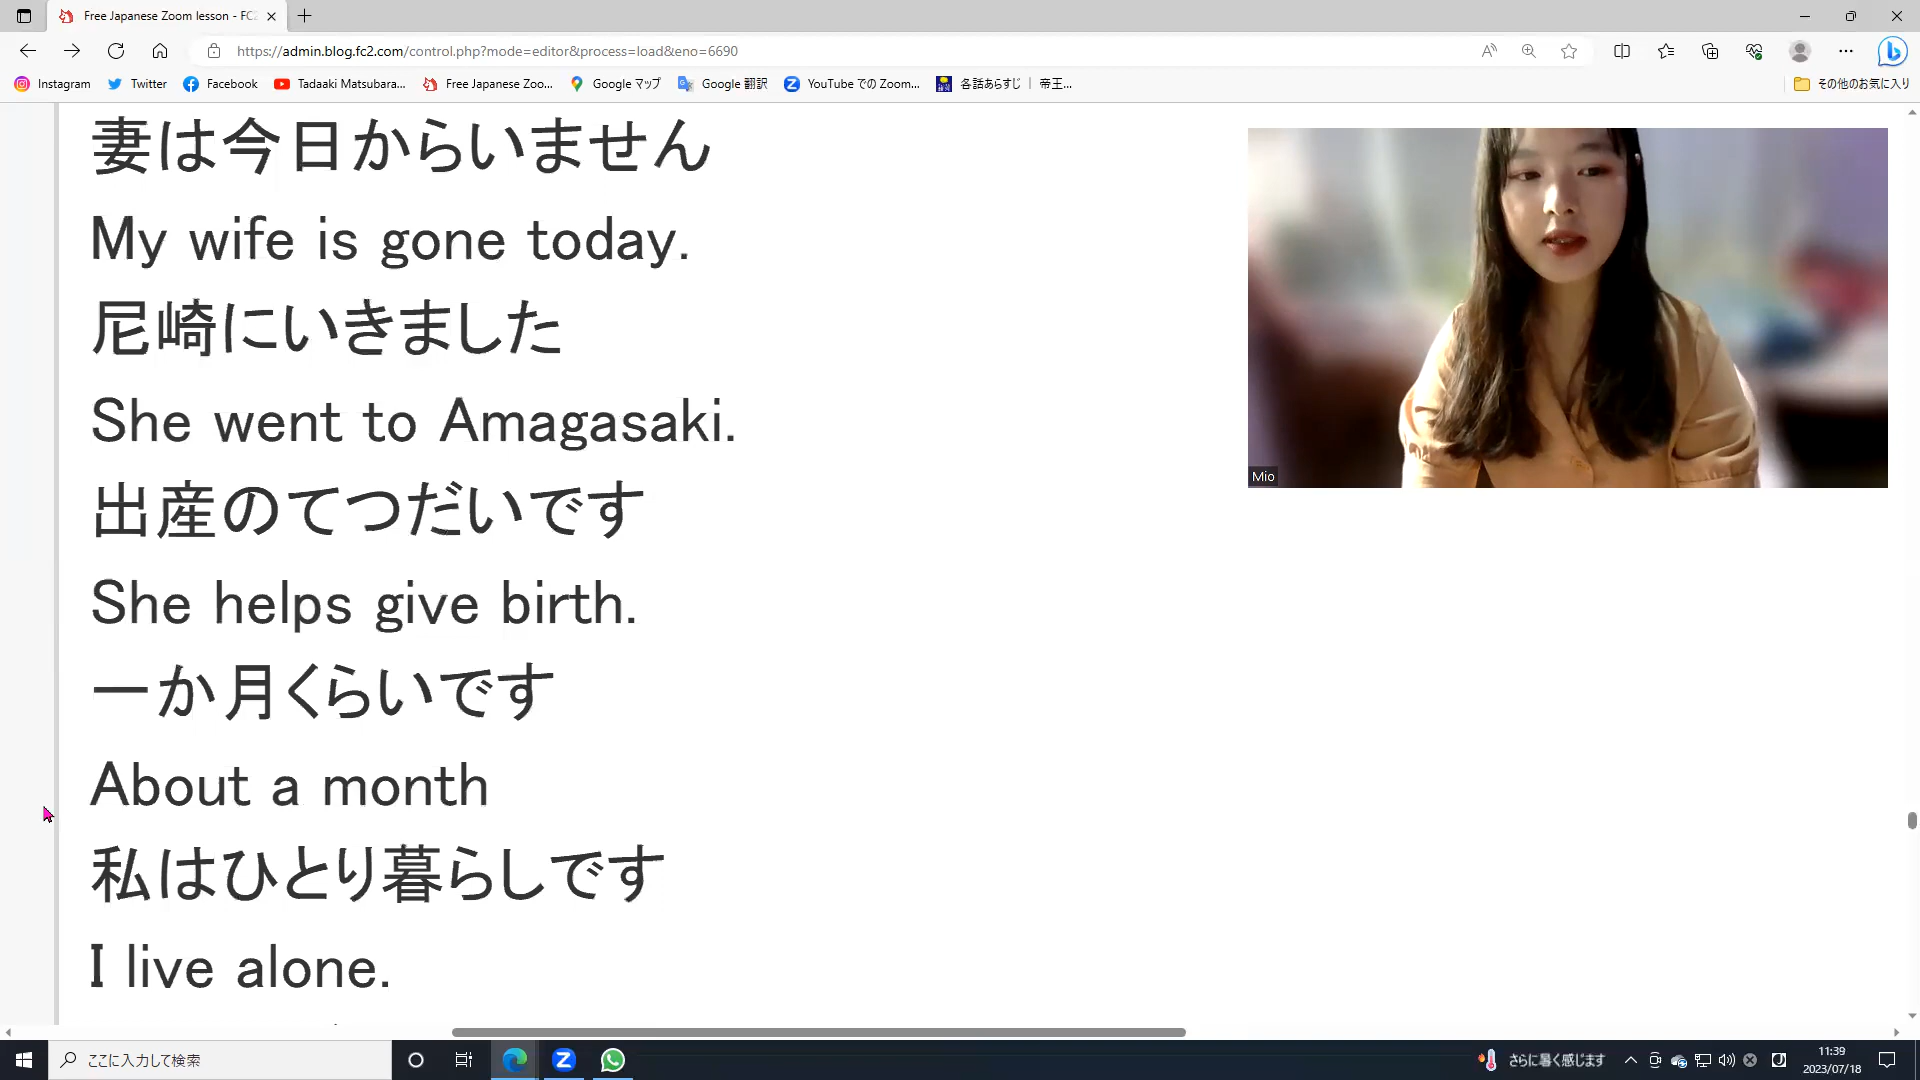 Free Japanese Zoom lesson - FC2
https://admin.blog.fc2.com/control.php?mode=editor&process=load&eno=6690
Instagram
Twitter
Facebook
Tadaaki Matsubara...
Free Japanese Zoo...
Google マップ
Google 翻訳
YouTube での Zoom...
各話あらすじ | 帝王...
その他のお気に入り
妻は今日からいません
My wife is gone today.
尼崎にいきました
She went to Amagasaki.
出産のてつだいです
She helps give birth.
一か月くらいです
About a month
私はひとり暮らしです
I live alone.
Mio
ここに入力して検索
さらに暑く感じます
11:39
2023/07/18